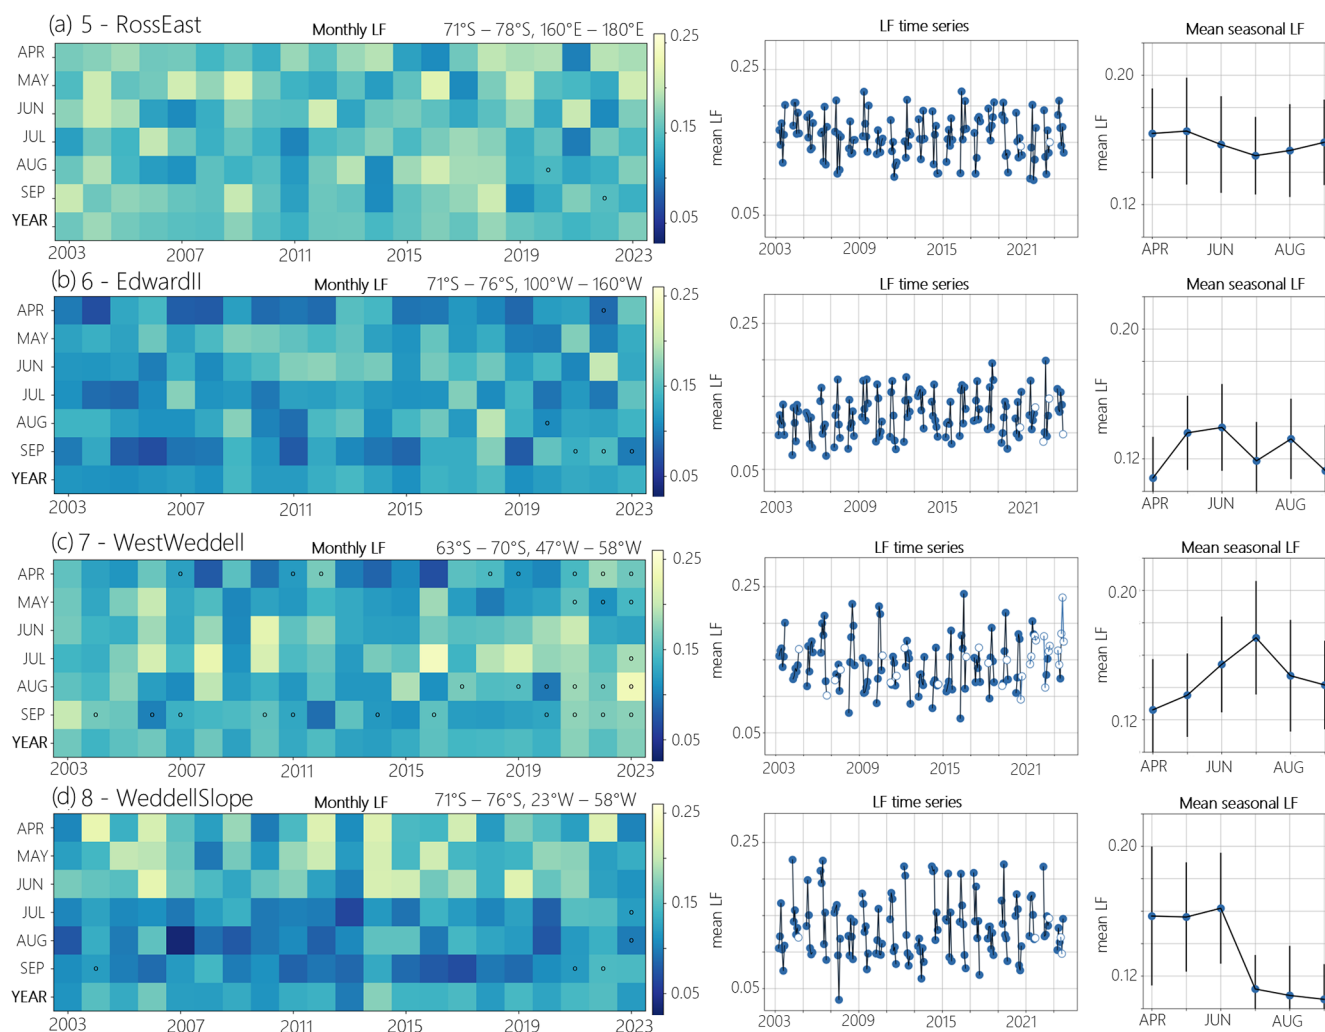 (a) 5 - RossEast Monthly LF 71°S – 78°S, 160°E – 180°E
APR
MAY
JUN
JUL
AUG
SEP
YEAR
2003 2007 2011 2015 2019 2023
0.25
0.15
0.05
LF time series
mean LF
0.25
0.05
2003 2009 2015 2021
Mean seasonal LF
mean LF
0.20
0.12
APR JUN AUG
(b) 6 - EdwardII Monthly LF 71°S – 76°S, 100°W – 160°W
APR
MAY
JUN
JUL
AUG
SEP
YEAR
2003 2007 2011 2015 2019 2023
0.25
0.15
0.05
LF time series
mean LF
0.25
0.05
2003 2009 2015 2021
Mean seasonal LF
mean LF
0.20
0.12
APR JUN AUG
(c) 7 - WestWeddell Monthly LF 63°S – 70°S, 47°W – 58°W
APR
MAY
JUN
JUL
AUG
SEP
YEAR
2003 2007 2011 2015 2019 2023
0.25
0.15
0.05
LF time series
mean LF
0.25
0.05
2003 2009 2015 2021
Mean seasonal LF
mean LF
0.20
0.12
APR JUN AUG
(d) 8 - WeddellSlope Monthly LF 71°S – 76°S, 23°W – 58°W
APR
MAY
JUN
JUL
AUG
SEP
YEAR
2003 2007 2011 2015 2019 2023
0.25
0.15
0.05
LF time series
mean LF
0.25
0.05
2003 2009 2015 2021
Mean seasonal LF
mean LF
0.20
0.12
APR JUN AUG